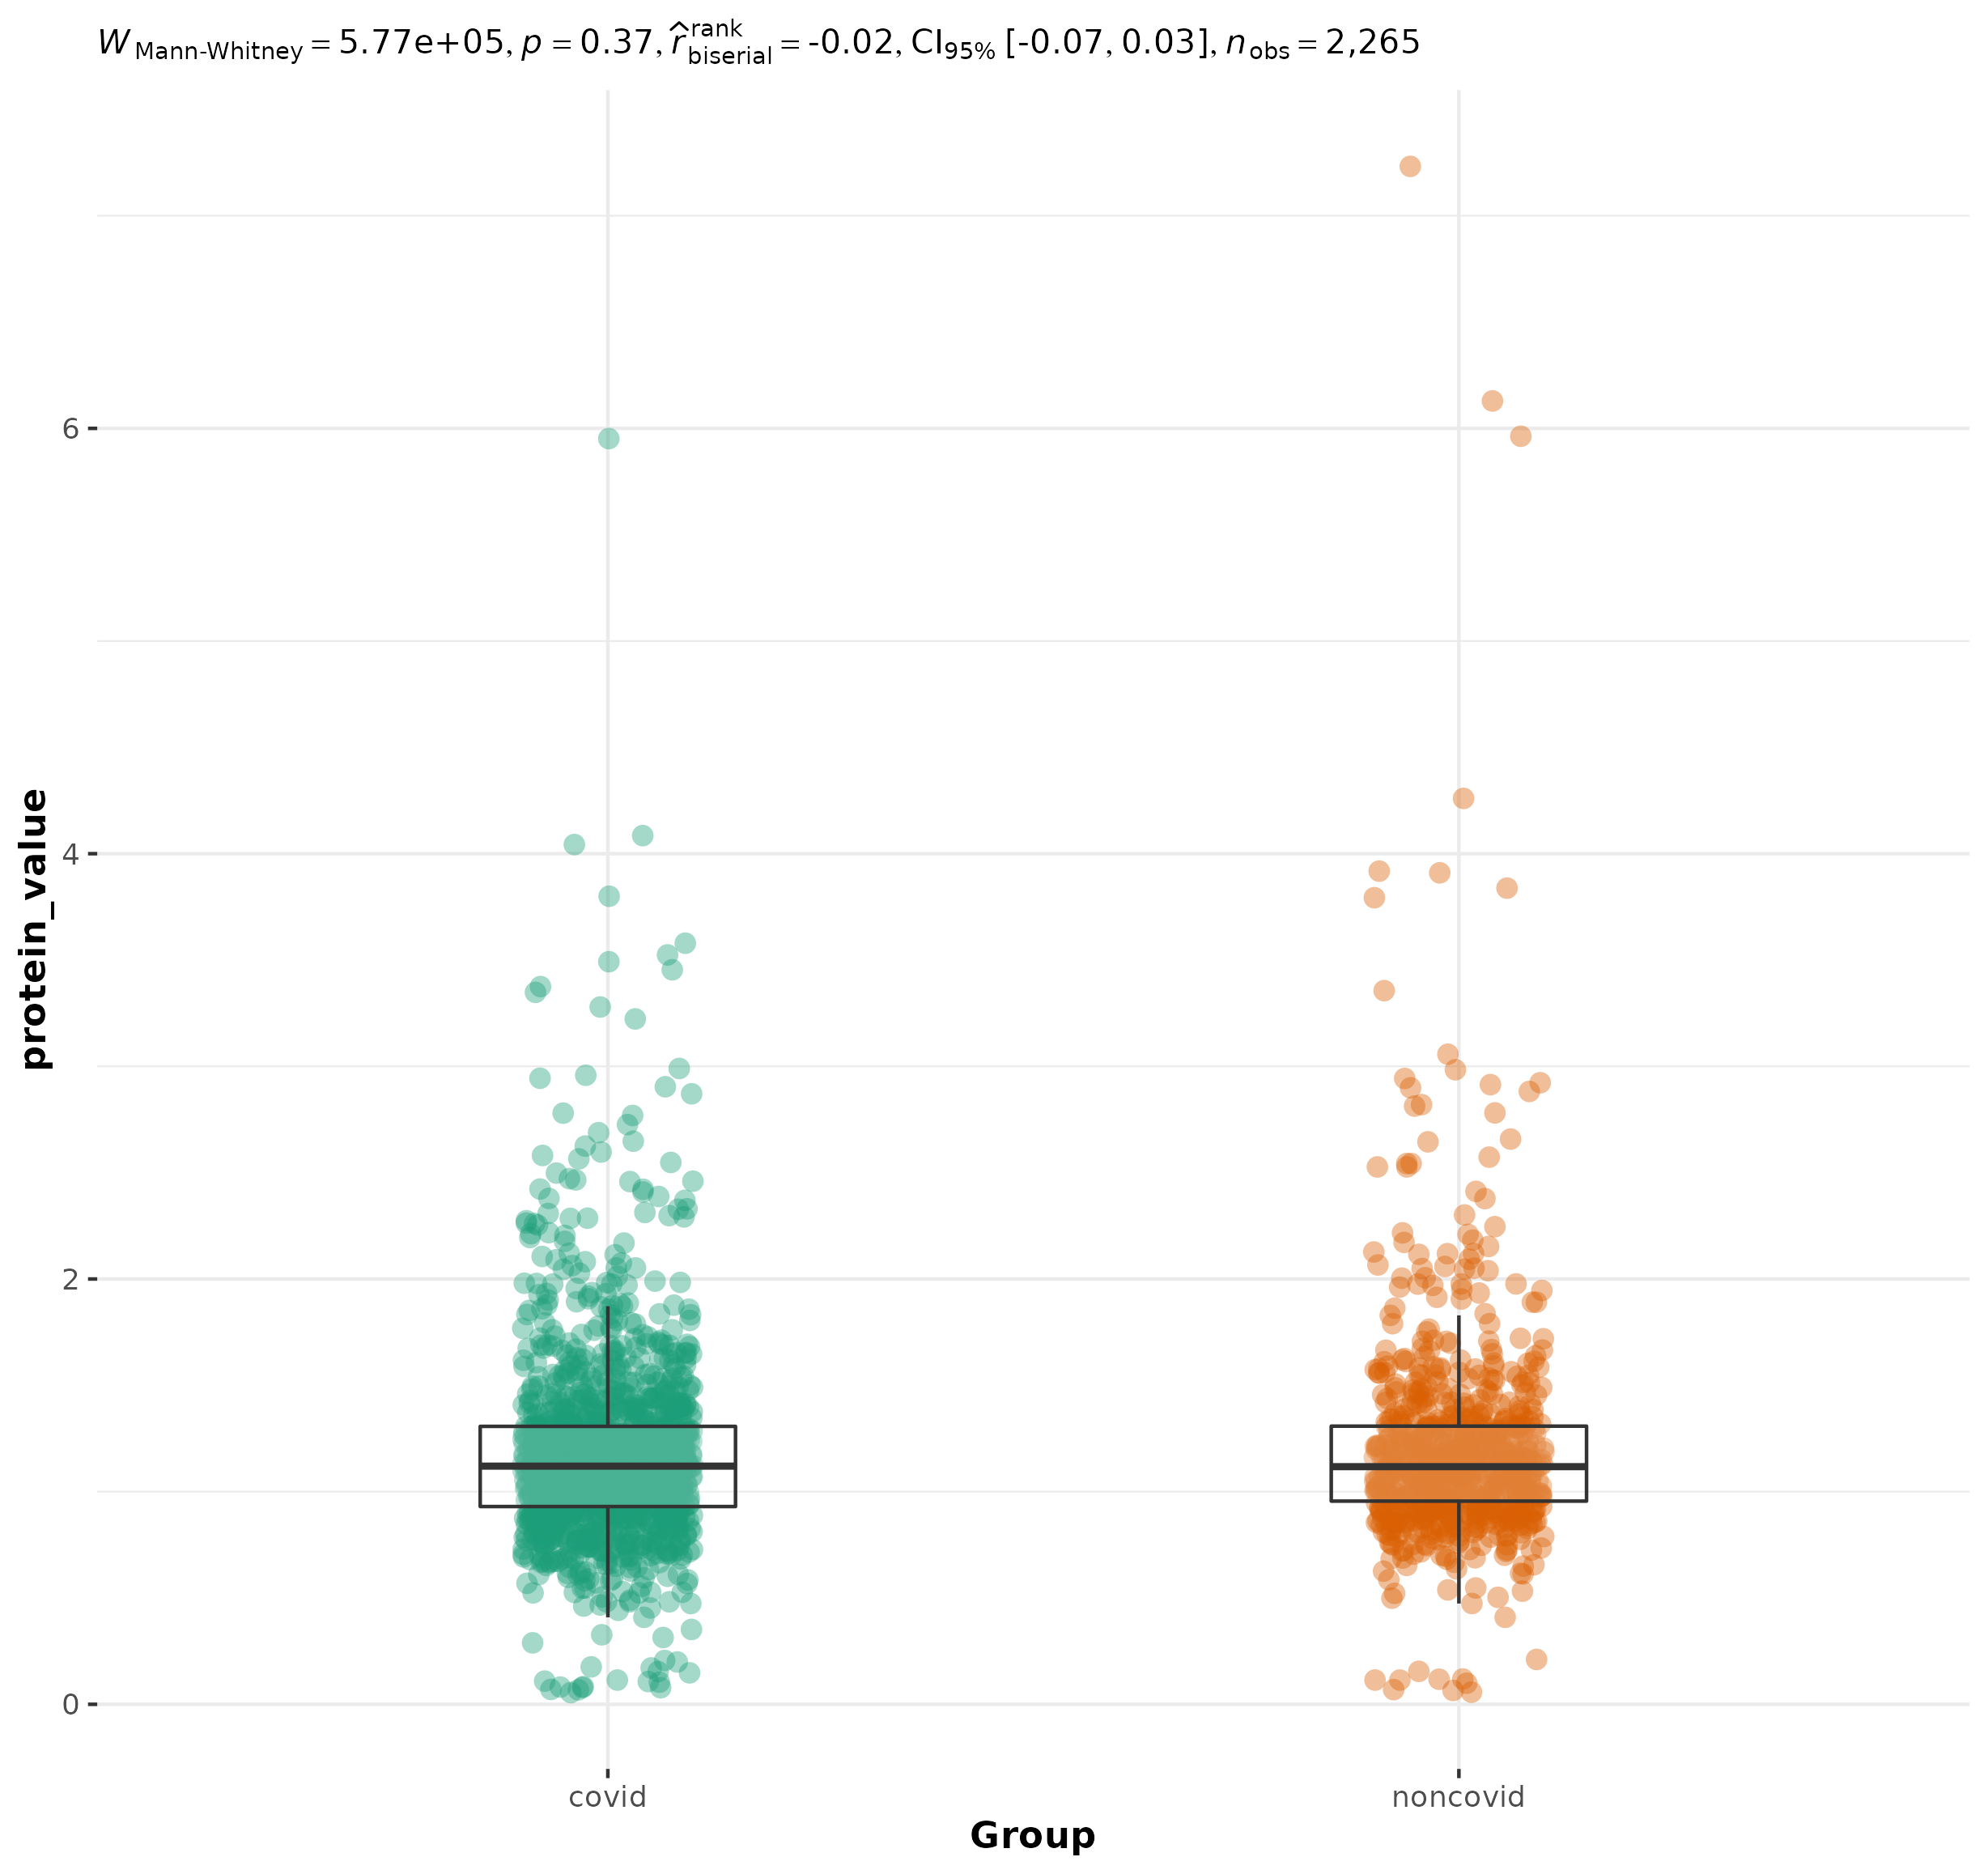 W Mann-Whitney = 5.77e+05, p = 0.37, r̂ rank biserial = -0.02, CI95% [-0.07, 0.03], nobs = 2,265
6
4
2
0
protein_value
covid noncovid
Group